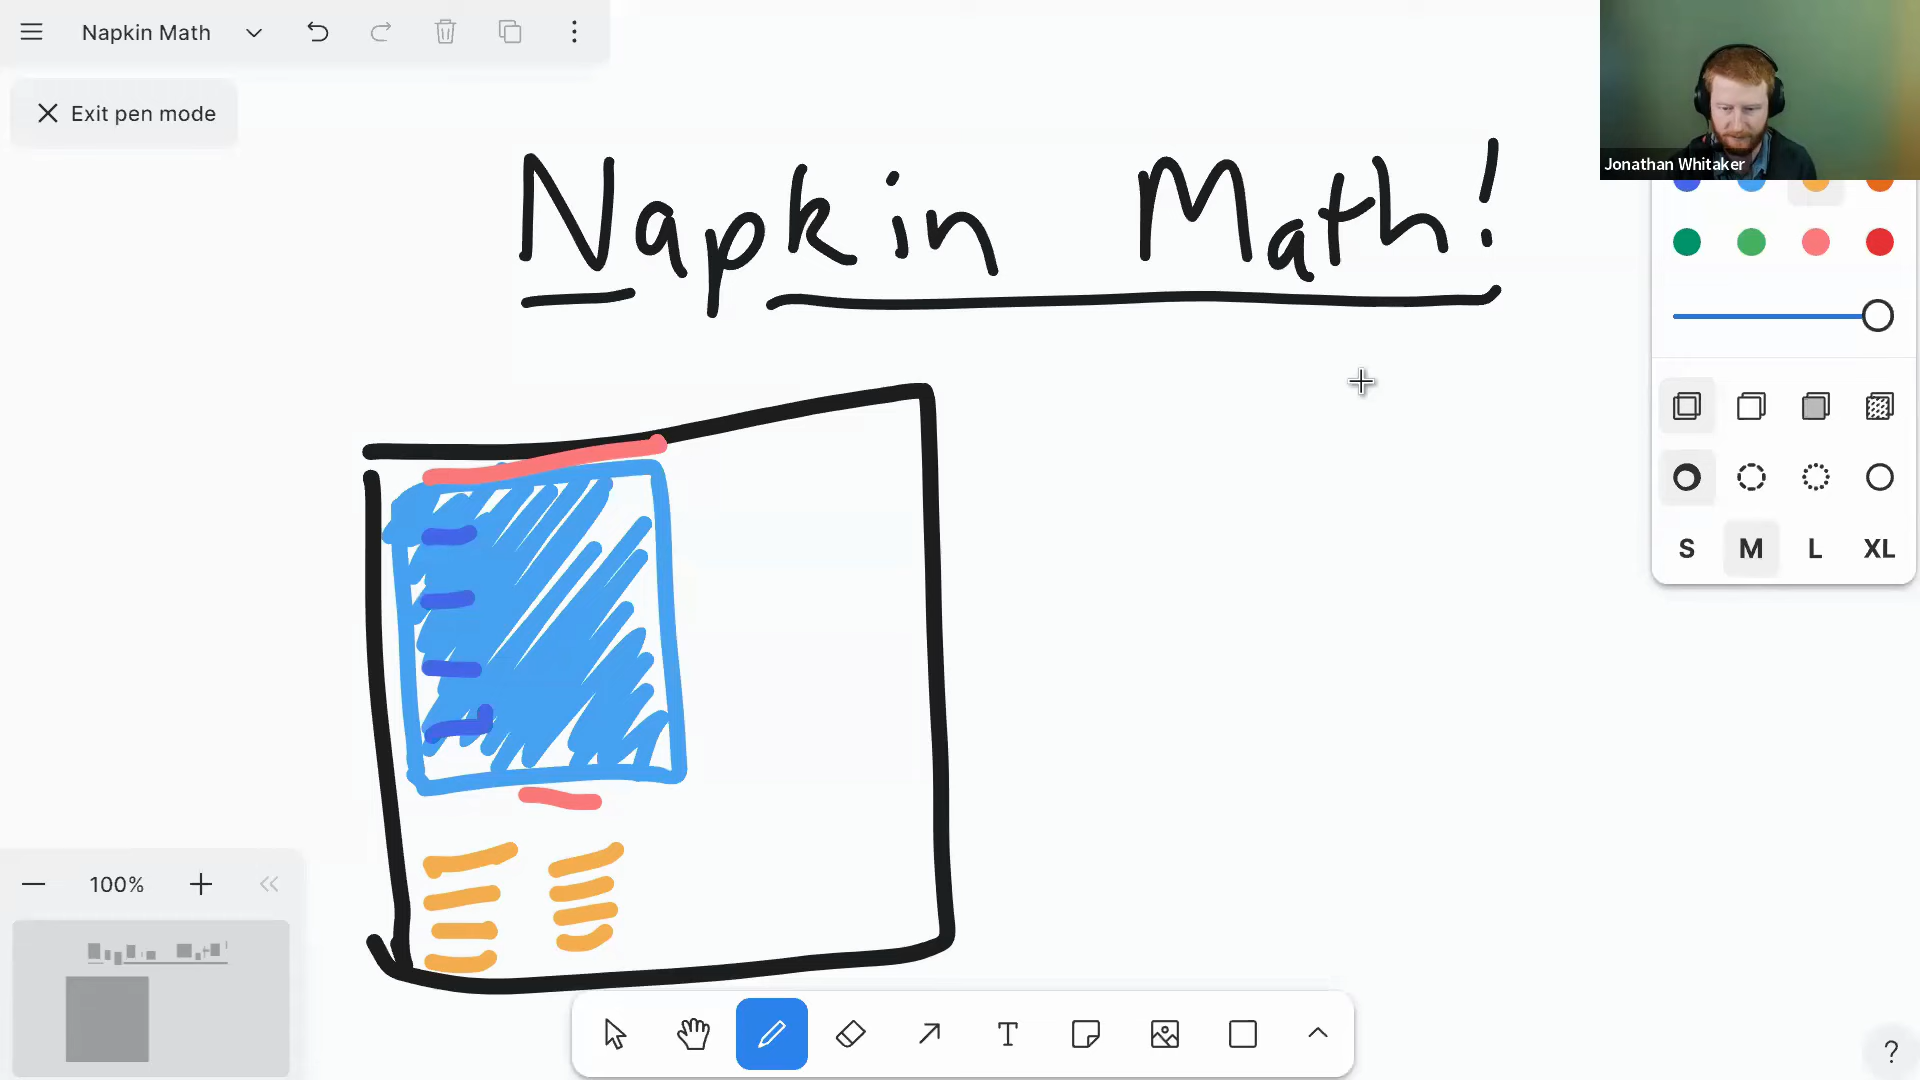 Napkin Math
Exit pen mode
Napkin Math!
Jonathan Whitaker
S M L XL
100%
?